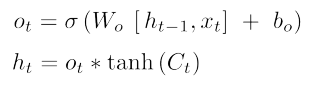 o_t = σ (W_o [h_{t−1}, x_t] + b_o)
h_t = o_t * tanh (C_t)